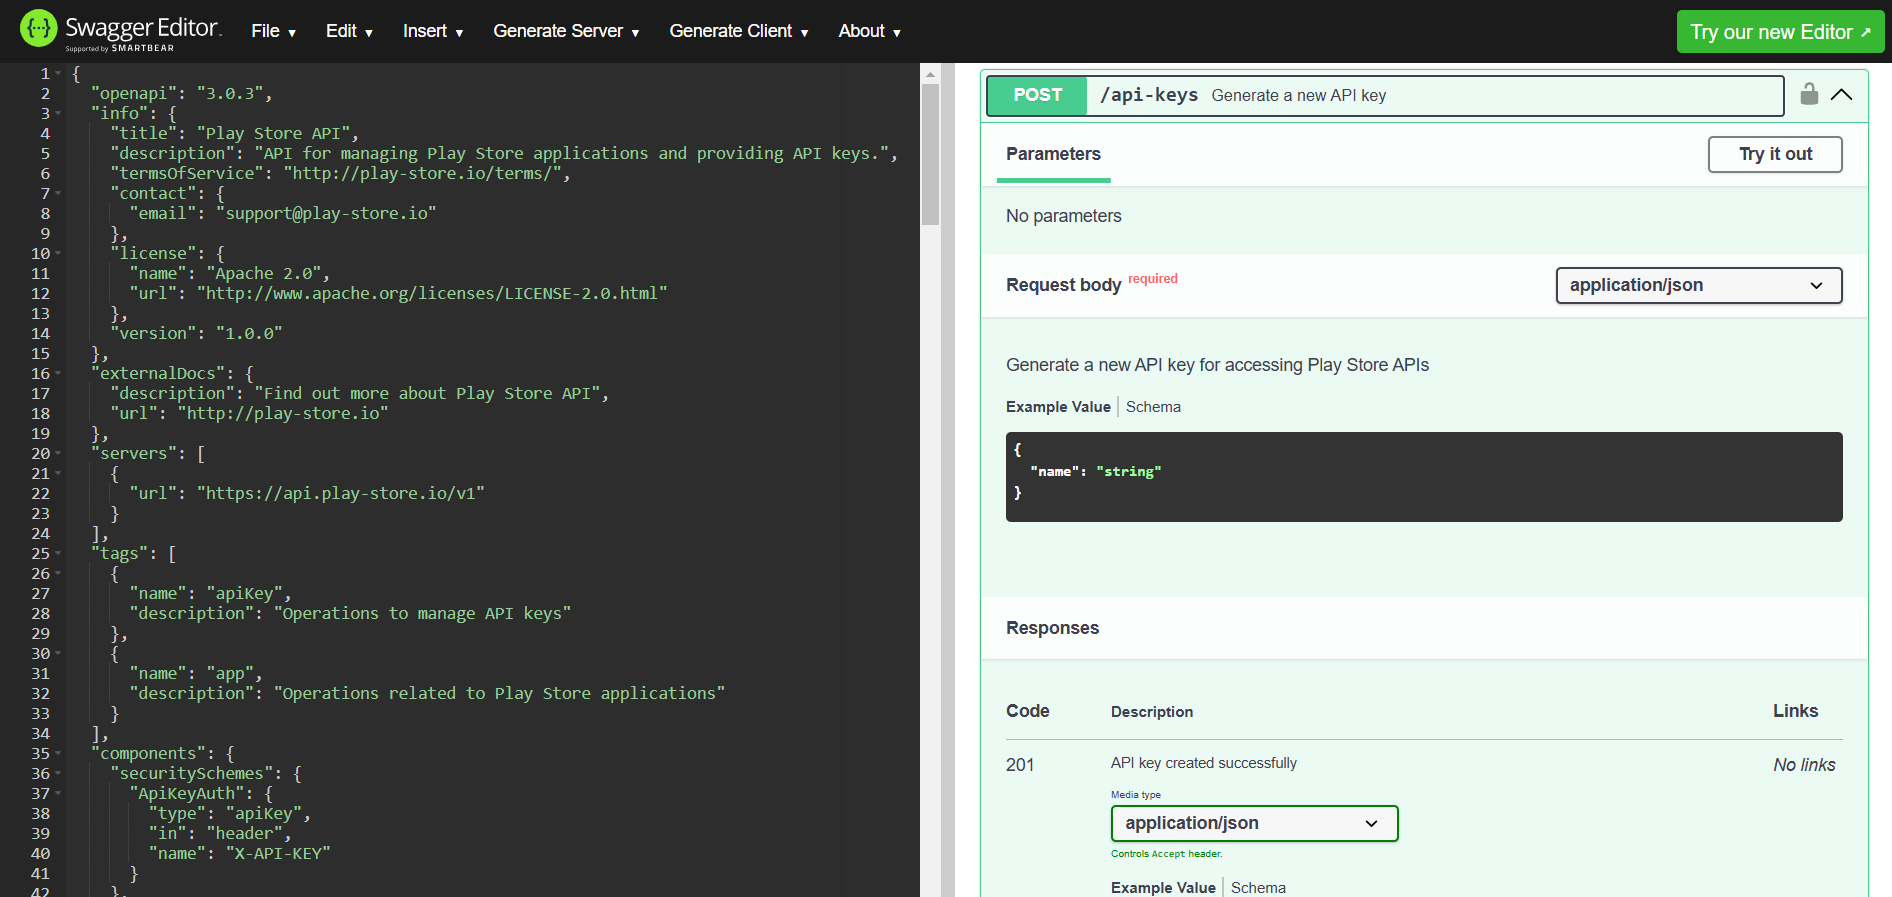 Swagger Editor.
Supported by SMARTBEAR
File ▼ Edit ▼ Insert ▼ Generate Server ▼ Generate Client ▼ About ▼
Try our new Editor ↗
1 {
2 "openapi": "3.0.3",
3 "info": {
4 "title": "Play Store API",
5 "description": "API for managing Play Store applications and providing API keys.",
6 "termsOfService": "http://play-store.io/terms/",
7 "contact": {
8 "email": "support@play-store.io"
9 },
10 "license": {
11 "name": "Apache 2.0",
12 "url": "http://www.apache.org/licenses/LICENSE-2.0.html"
13 },
14 "version": "1.0.0"
15 },
16 "externalDocs": {
17 "description": "Find out more about Play Store API",
18 "url": "http://play-store.io"
19 },
20 "servers": [
21 {
22 "url": "https://api.play-store.io/v1"
23 }
24 ],
25 "tags": [
26 {
27 "name": "apiKey",
28 "description": "Operations to manage API keys"
29 },
30 {
31 "name": "app",
32 "description": "Operations related to Play Store applications"
33 }
34 ],
35 "components": {
36 "securitySchemes": {
37 "ApiKeyAuth": {
38 "type": "apiKey",
39 "in": "header",
40 "name": "X-API-KEY"
41 }
42 },
POST /api-keys Generate a new API key
Parameters
Try it out
No parameters
Request body required
application/json
Generate a new API key for accessing Play Store APIs
Example Value | Schema
{
"name": "string"
}
Responses
Code Description Links
201 API key created successfully No links
Media type
application/json
Controls Accept header.
Example Value | Schema